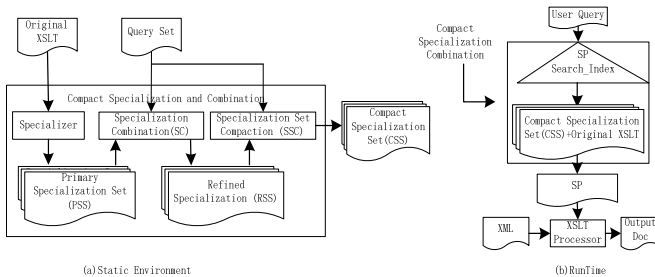 Original
XSLT
Query Set
Compact Specialization and Combination
Specializer
Specialization
Combination(SC)
Specialization Set
Compaction (SSC)
Primary
Specialization Set
(PSS)
Refined
Specialization (RSS)
Compact
Specialization
Set(CSS)
(a)Static Environment
Compact
Specialization
Combination
User Query
SP
Search_Index
Compact Specialization
Set(CSS)+Original XSLT
SP
XML
XSLT
Processor
Output
Doc
(b)RunTime